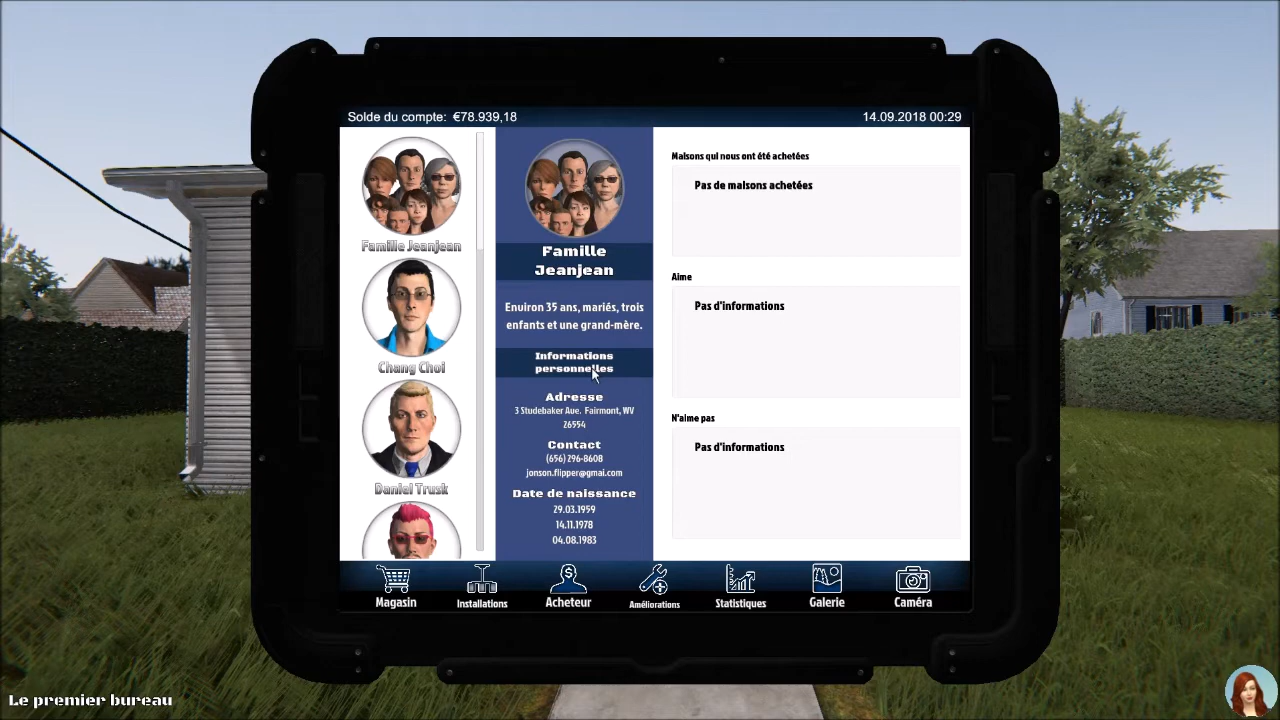 Solde du compte: €78.939,18
14.09.2018 00:29
Famille Jeanjean
Chang Choi
Daniel Trusk
Famille
Jeanjean
Environ 35 ans, mariés, trois
enfants et une grand-mère.
Informations
personnelles
Adresse
3 Studebaker Ave. Fairmont, WV
26554
Contact
(656) 296-8608
jonson.flipper@gmai.com
Date de naissance
29.03.1959
14.11.1978
04.08.1983
Maisons qui nous ont été achetées
Pas de maisons achetées
Aime
Pas d'informations
N'aime pas
Pas d'informations
Magasin
Installations
Acheteur
Améliorations
Statistiques
Galerie
Caméra
Le premier bureau